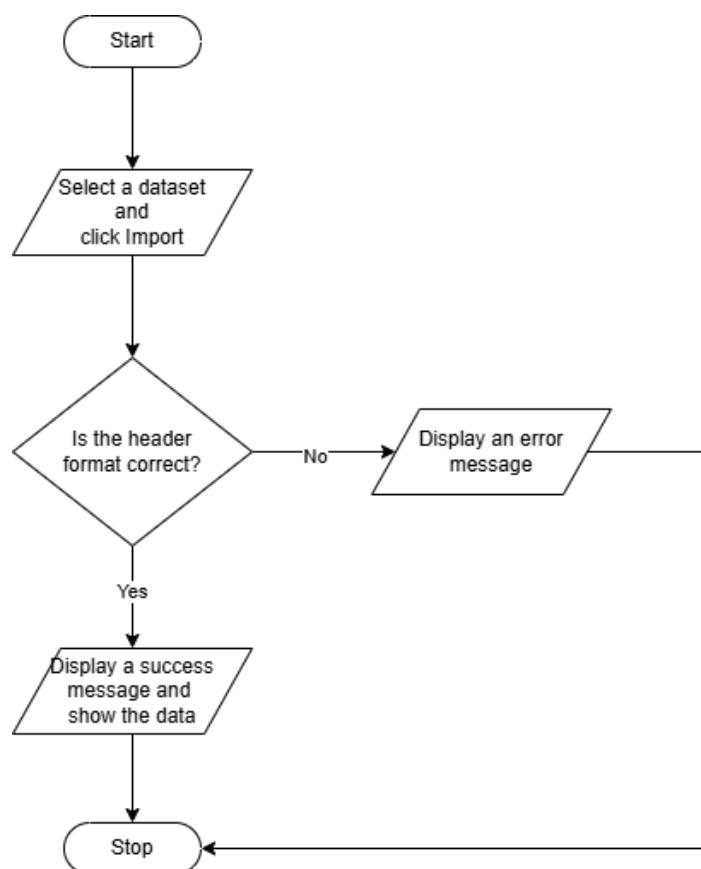 Start
Select a dataset
and
click Import
Is the header
format correct?
No
Display an error
message
Yes
Display a success
message and
show the data
Stop